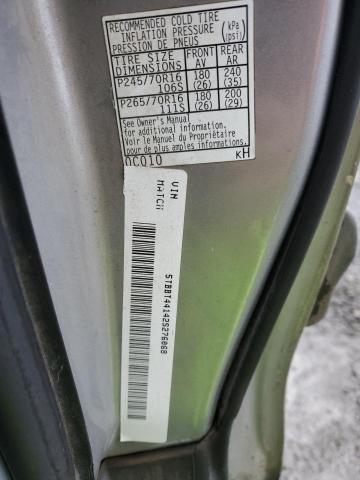 RECOMMENDED COLD TIRE
INFLATION PRESSURE
PRESSION DE PNEUS
kPa
(psi)
TIRE SIZE FRONT REAR
DIMENSIONS AV AR
P245/70R16 180 240
106S (26) (35)
P265/70R16 180 200
111S (26) (29)
See Owner's Manual
for additional information.
Voir le Manuel du Propriétaire
pour de plus amples renseignements.
0C010 KH
VIN
MATCH
5TBBT44142S276068